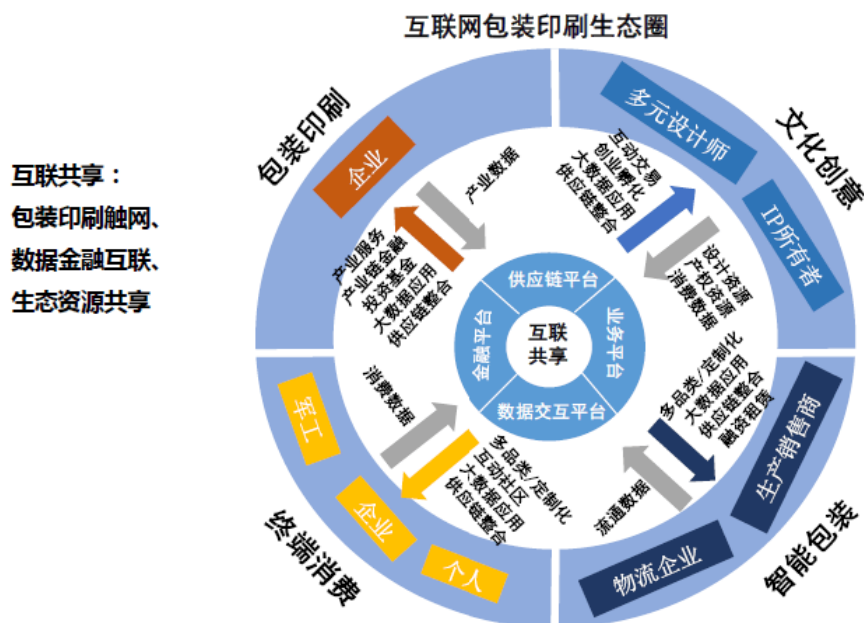 互联网包装印刷生态圈
互联共享：
包装印刷触网、
数据金融互联、
生态资源共享
包装印刷
企业
产业数据
产业服务
产业链金融
投资基金
大数据应用
供应链整合
文化创意
多元设计师
IP所有者
互动交易
创业孵化
大数据应用
供应链整合
设计资源
产权资源
消费数据
供应链平台
金融平台
互联
共享
业务平台
数据交互平台
终端消费
军工
企业
个人
消费数据
多品类/定制化
互动社区
大数据应用
供应链整合
智能包装
生产销售商
物流企业
多品类/定制化
大数据应用
供应链整合
融资租赁
流通数据